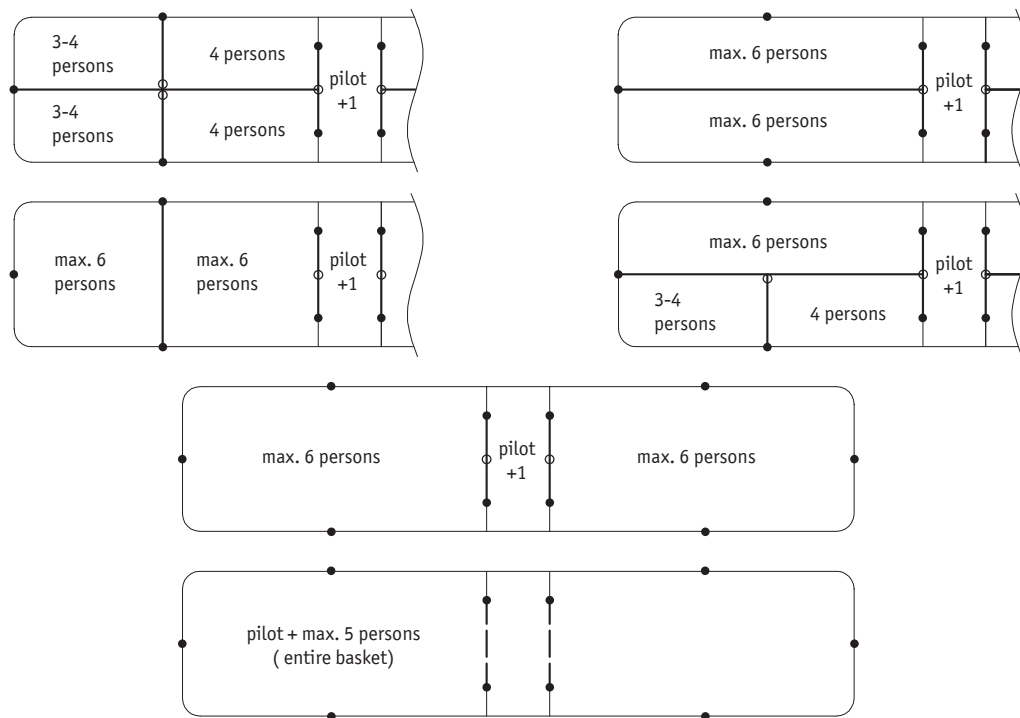 3-4
persons
4 persons
pilot
+1
3-4
persons
4 persons
max. 6 persons
pilot
+1
max. 6 persons
max. 6
persons
max. 6
persons
pilot
+1
max. 6 persons
pilot
+1
3-4
persons
4 persons
max. 6 persons
pilot
+1
max. 6 persons
pilot + max. 5 persons
( entire basket)